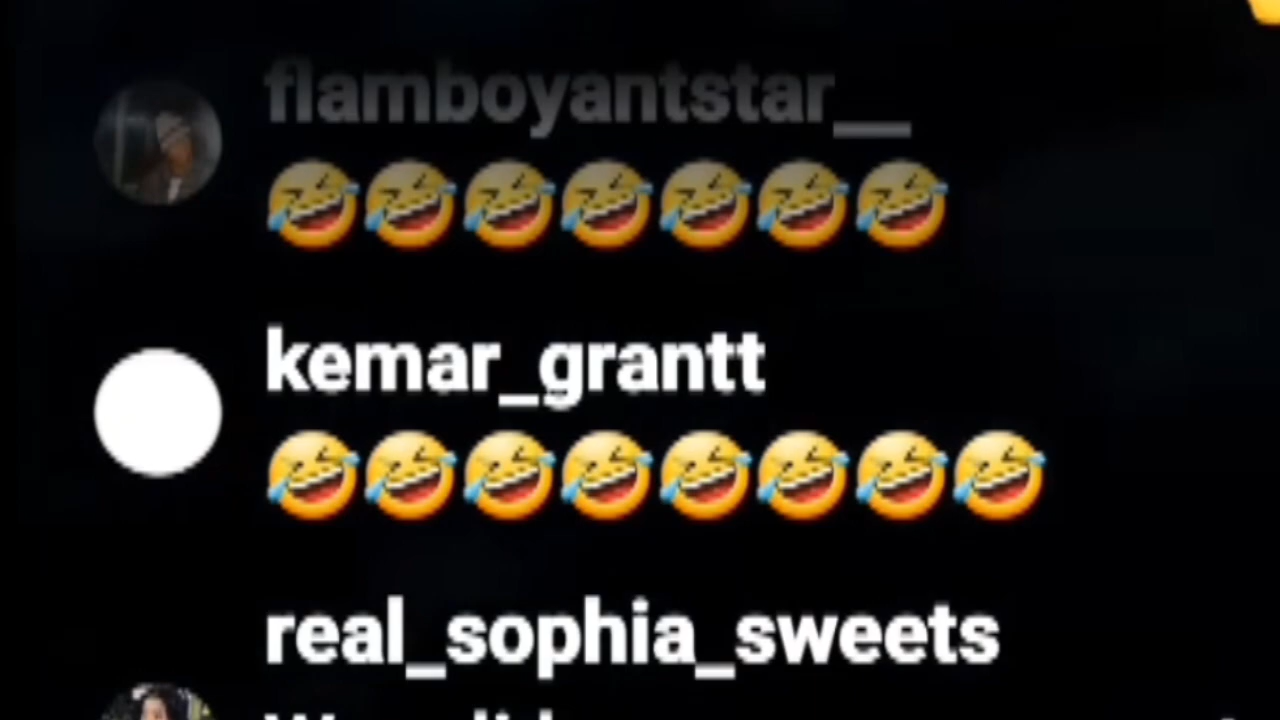 flamboyantstar__
🤣🤣🤣🤣🤣🤣🤣
kemar_grantt
🤣🤣🤣🤣🤣🤣🤣🤣
real_sophia_sweets